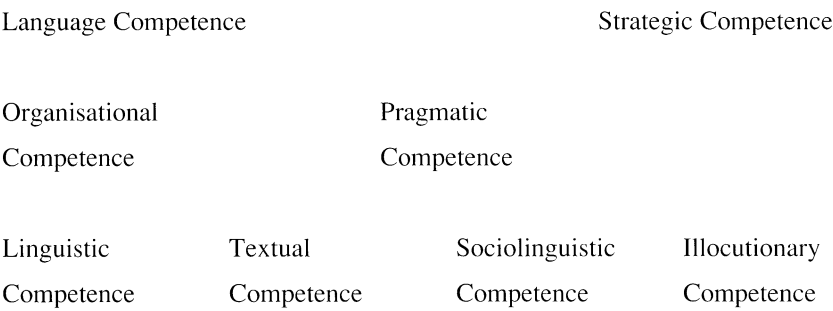 Language Competence Strategic Competence
Organisational Pragmatic
Competence Competence
Linguistic Textual Sociolinguistic Illocutionary
Competence Competence Competence Competence